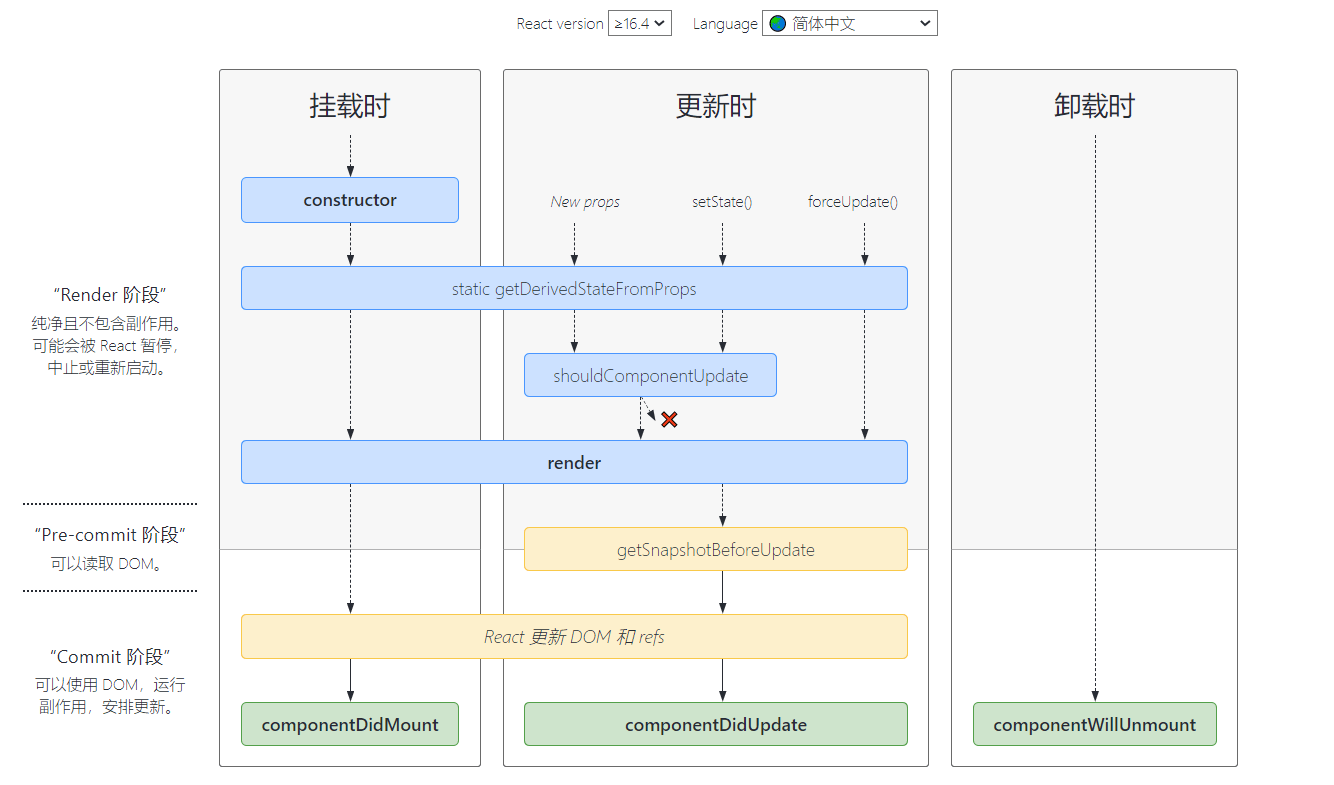 React version ≥16.4 Language 简体中文
挂载时
更新时
卸载时
constructor
New props
setState()
forceUpdate()
static getDerivedStateFromProps
“Render 阶段”
纯净且不包含副作用。
可能会被 React 暂停，
中止或重新启动。
shouldComponentUpdate
render
“Pre-commit 阶段”
可以读取 DOM。
getSnapshotBeforeUpdate
React 更新 DOM 和 refs
“Commit 阶段”
可以使用 DOM，运行
副作用，安排更新。
componentDidMount
componentDidUpdate
componentWillUnmount